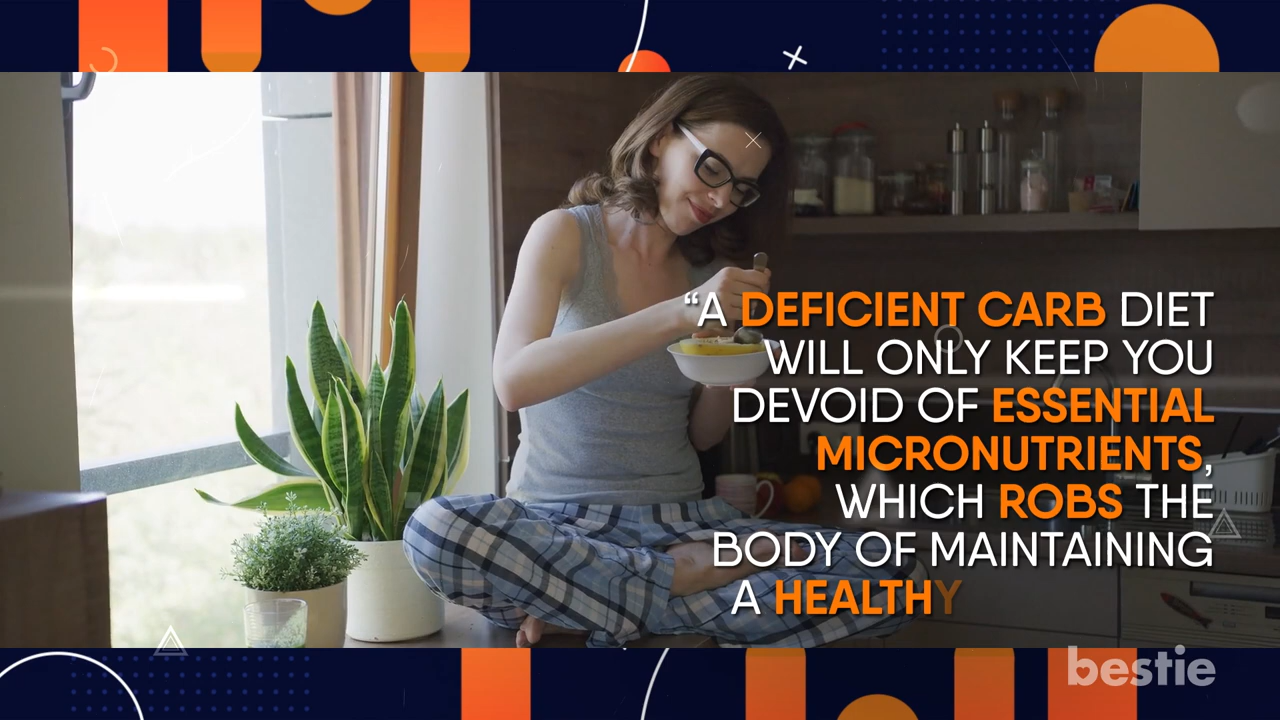 “A DEFICIENT CARB DIET
WILL ONLY KEEP YOU
DEVOID OF ESSENTIAL
MICRONUTRIENTS,
WHICH ROBS THE
BODY OF MAINTAINING
A HEALTHY
bestie